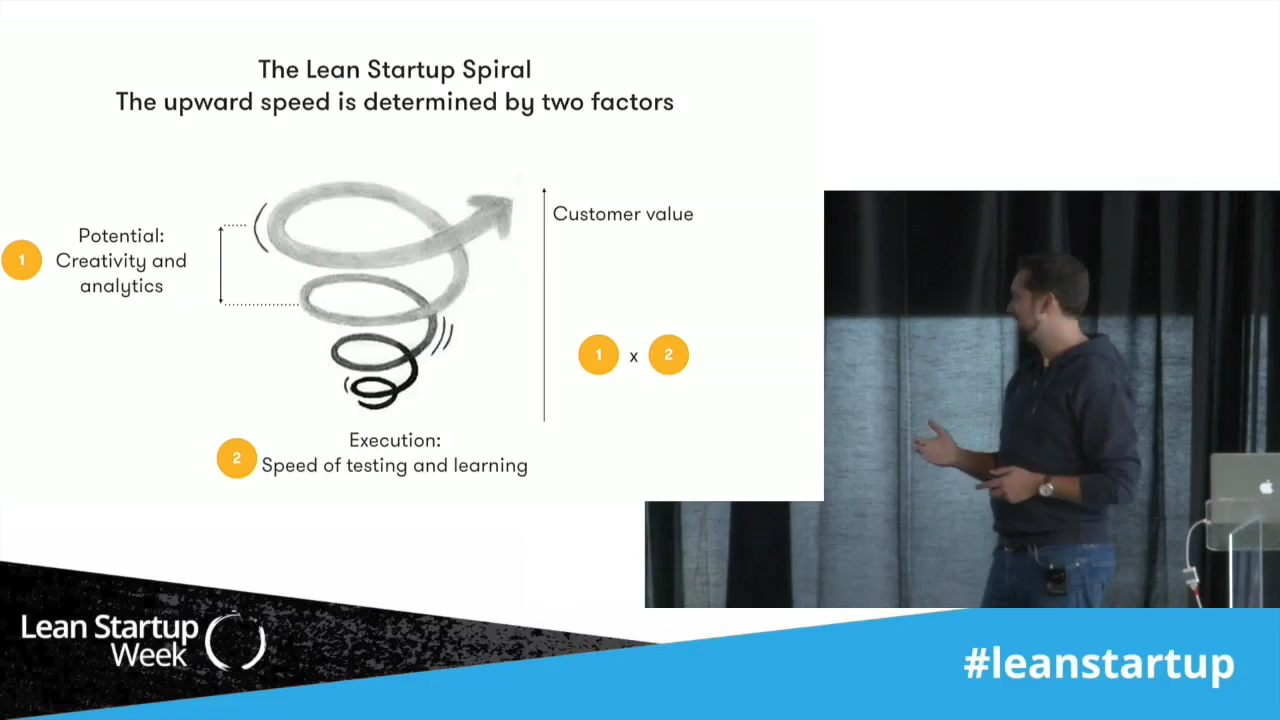 The Lean Startup Spiral
The upward speed is determined by two factors
1
Potential:
Creativity and
analytics
Customer value
1 x 2
2
Execution:
Speed of testing and learning
Lean Startup
Week
#leanstartup